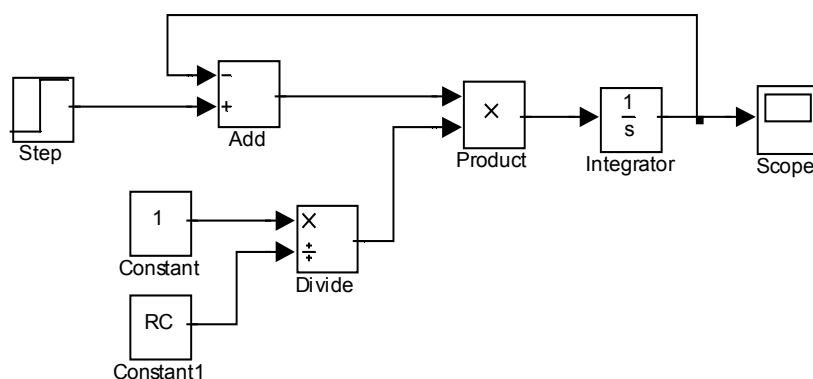 −
+
Step
Add
×
Product
1
s
Integrator
Scope
1
Constant
×
÷
Divide
RC
Constant1